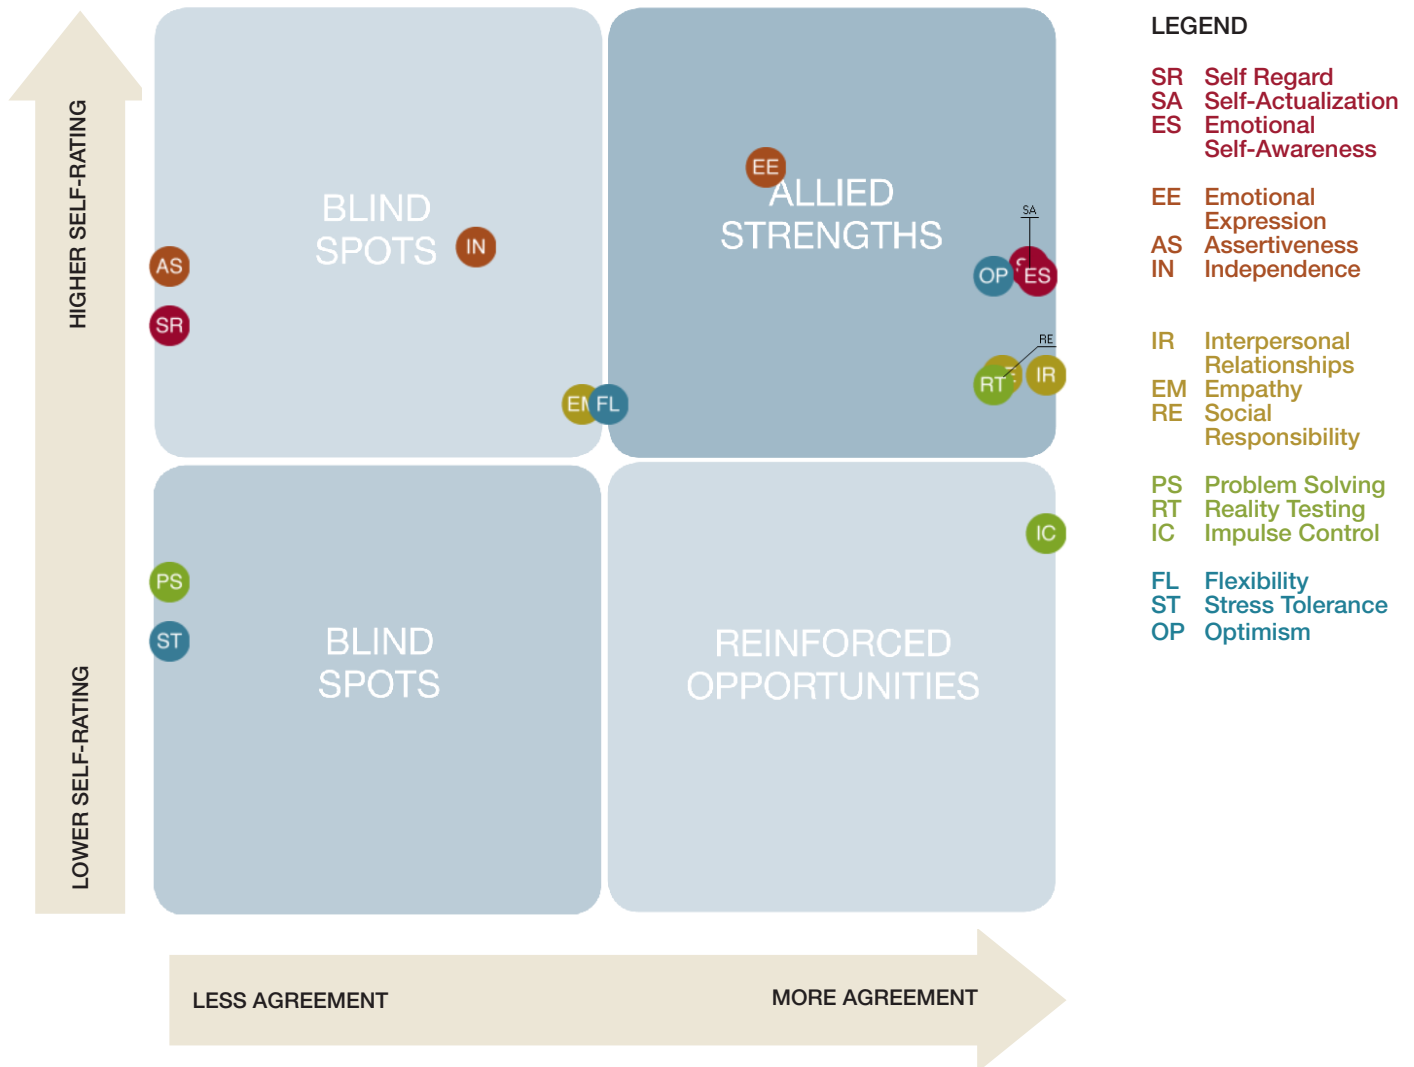 HIGHER SELF-RATING
LOWER SELF-RATING
BLIND
SPOTS
AS
IN
SR
EM
FL
EE
ALLIED
STRENGTHS
SA
OP
S
ES
RE
RT
E
IR
PS
ST
BLIND
SPOTS
IC
REINFORCED
OPPORTUNITIES
LESS AGREEMENT
MORE AGREEMENT
LEGEND
SR Self Regard
SA Self-Actualization
ES Emotional
Self-Awareness
EE Emotional
Expression
AS Assertiveness
IN Independence
IR Interpersonal
Relationships
EM Empathy
RE Social
Responsibility
PS Problem Solving
RT Reality Testing
IC Impulse Control
FL Flexibility
ST Stress Tolerance
OP Optimism